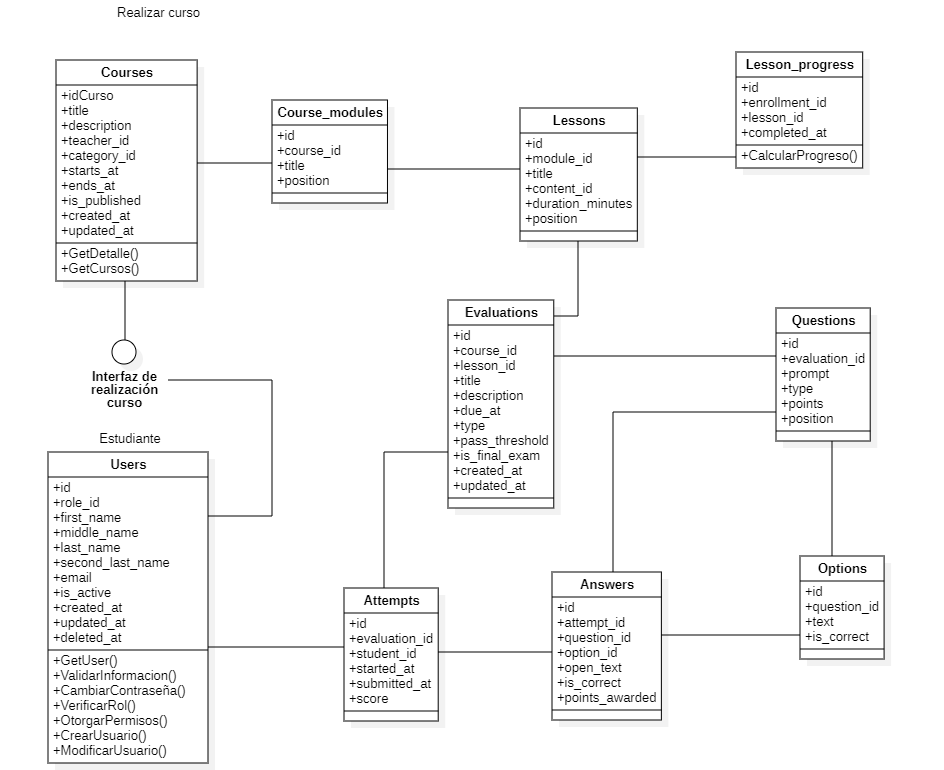 Realizar curso
Courses
+idCurso
+title
+description
+teacher_id
+category_id
+starts_at
+ends_at
+is_published
+created_at
+updated_at
+GetDetalle()
+GetCursos()
Course_modules
+id
+course_id
+title
+position
Lessons
+id
+module_id
+title
+content_id
+duration_minutes
+position
Lesson_progress
+id
+enrollment_id
+lesson_id
+completed_at
+CalcularProgreso()
Interfaz de
realización
curso
Evaluations
+id
+course_id
+lesson_id
+title
+description
+due_at
+type
+pass_threshold
+is_final_exam
+created_at
+updated_at
Questions
+id
+evaluation_id
+prompt
+type
+points
+position
Estudiante
Users
+id
+role_id
+first_name
+middle_name
+last_name
+second_last_name
+email
+is_active
+created_at
+updated_at
+deleted_at
+GetUser()
+ValidarInformacion()
+CambiarContraseña()
+VerificarRol()
+OtorgarPermisos()
+CrearUsuario()
+ModificarUsuario()
Attempts
+id
+evaluation_id
+student_id
+started_at
+submitted_at
+score
Answers
+id
+attempt_id
+question_id
+option_id
+open_text
+is_correct
+points_awarded
Options
+id
+question_id
+text
+is_correct